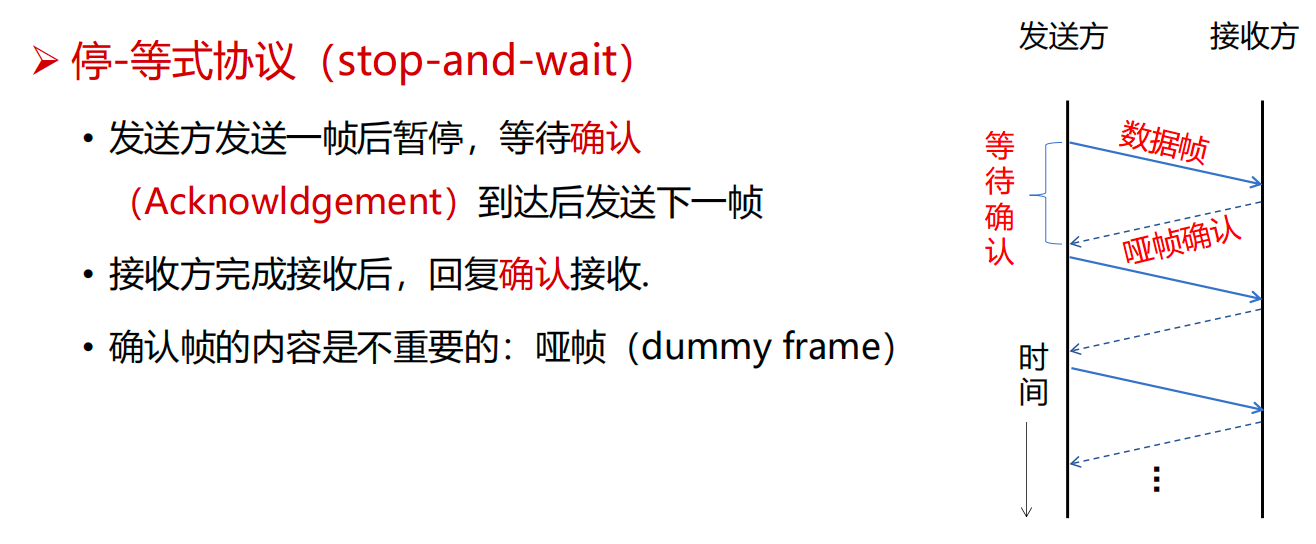 ➢ 停-等式协议（stop-and-wait）
• 发送方发送一帧后暂停，等待确认
（Acknowldgement）到达后发送下一帧
• 接收方完成接收后，回复确认接收.
• 确认帧的内容是不重要的：哑帧（dummy frame）
发送方
接收方
等待确认
数据帧
哑帧确认
时间
⋮